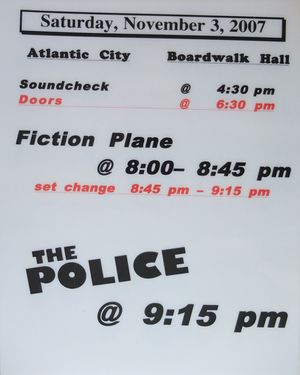 Saturday, November 3, 2007
Atlantic City Boardwalk Hall
Soundcheck @ 4:30 pm
Doors @ 6:30 pm
Fiction Plane
@ 8:00– 8:45 pm
set change 8:45 pm – 9:15 pm
THE
POLICE
@ 9:15 pm